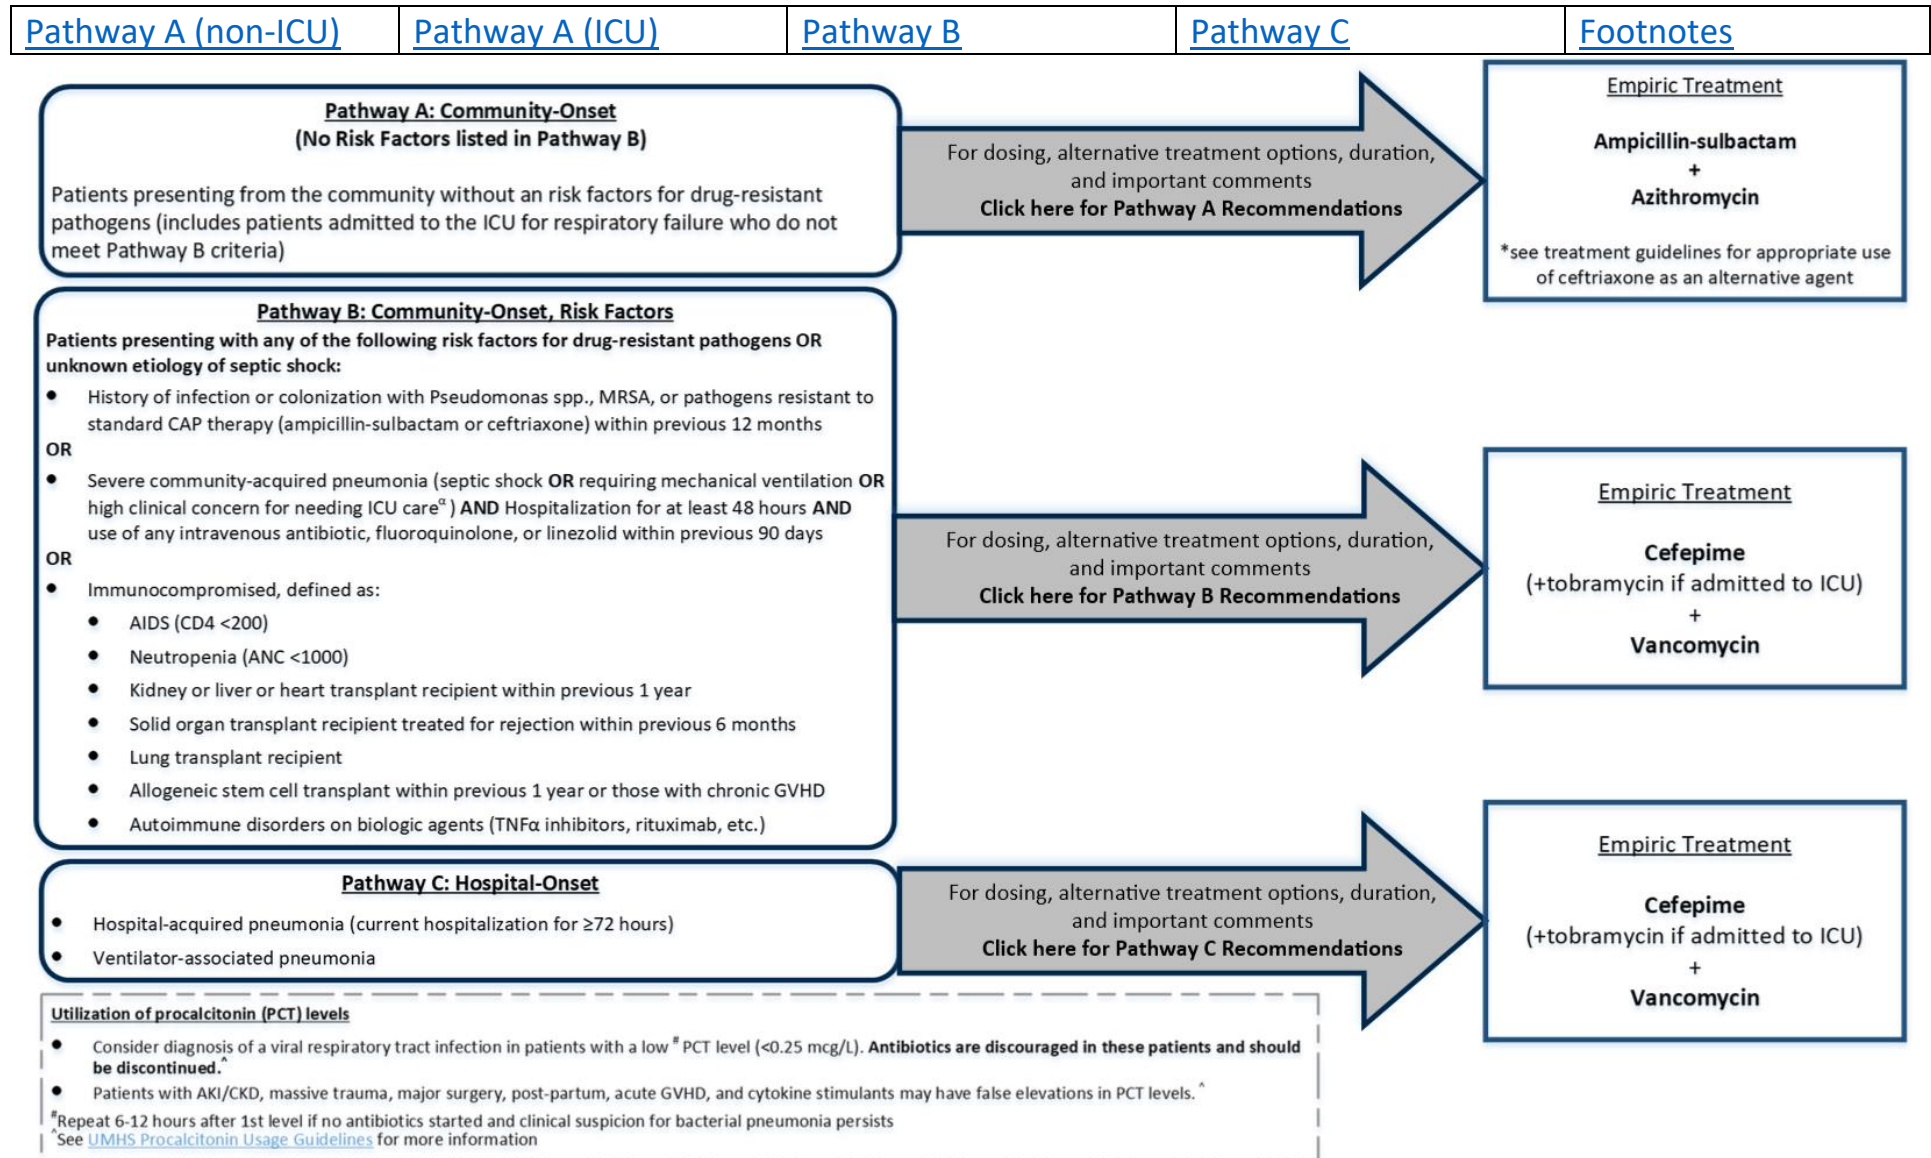 Pathway A (non-ICU)
Pathway A (ICU)
Pathway B
Pathway C
Footnotes
Pathway A: Community-Onset
(No Risk Factors listed in Pathway B)
Patients presenting from the community without an risk factors for drug-resistant
pathogens (includes patients admitted to the ICU for respiratory failure who do not
meet Pathway B criteria)
For dosing, alternative treatment options, duration,
and important comments
Click here for Pathway A Recommendations
Empiric Treatment
Ampicillin-sulbactam
+
Azithromycin
*see treatment guidelines for appropriate use
of ceftriaxone as an alternative agent
Pathway B: Community-Onset, Risk Factors
Patients presenting with any of the following risk factors for drug-resistant pathogens OR
unknown etiology of septic shock:
• History of infection or colonization with Pseudomonas spp., MRSA, or pathogens resistant to
standard CAP therapy (ampicillin-sulbactam or ceftriaxone) within previous 12 months
OR
• Severe community-acquired pneumonia (septic shock OR requiring mechanical ventilation OR
high clinical concern for needing ICU care^α) AND Hospitalization for at least 48 hours AND
use of any intravenous antibiotic, fluoroquinolone, or linezolid within previous 90 days
OR
• Immunocompromised, defined as:
• AIDS (CD4 <200)
• Neutropenia (ANC <1000)
• Kidney or liver or heart transplant recipient within previous 1 year
• Solid organ transplant recipient treated for rejection within previous 6 months
• Lung transplant recipient
• Allogeneic stem cell transplant within previous 1 year or those with chronic GVHD
• Autoimmune disorders on biologic agents (TNFα inhibitors, rituximab, etc.)
For dosing, alternative treatment options, duration,
and important comments
Click here for Pathway B Recommendations
Empiric Treatment
Cefepime
(+tobramycin if admitted to ICU)
+
Vancomycin
Pathway C: Hospital-Onset
• Hospital-acquired pneumonia (current hospitalization for ≥72 hours)
• Ventilator-associated pneumonia
For dosing, alternative treatment options, duration,
and important comments
Click here for Pathway C Recommendations
Empiric Treatment
Cefepime
(+tobramycin if admitted to ICU)
+
Vancomycin
Utilization of procalcitonin (PCT) levels
• Consider diagnosis of a viral respiratory tract infection in patients with a low # PCT level (<0.25 mcg/L). Antibiotics are discouraged in these patients and should
be discontinued.^
• Patients with AKI/CKD, massive trauma, major surgery, post-partum, acute GVHD, and cytokine stimulants may have false elevations in PCT levels. ^
#Repeat 6-12 hours after 1st level if no antibiotics started and clinical suspicion for bacterial pneumonia persists
^See UMHS Procalcitonin Usage Guidelines for more information